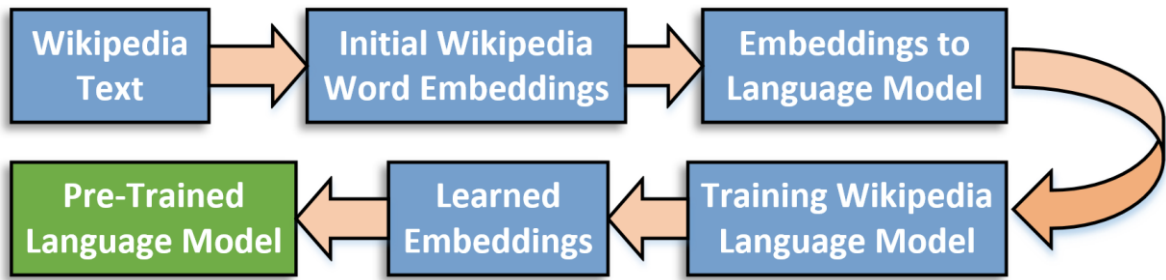 Wikipedia
Text
Initial Wikipedia
Word Embeddings
Embeddings to
Language Model
Training Wikipedia
Language Model
Learned
Embeddings
Pre-Trained
Language Model